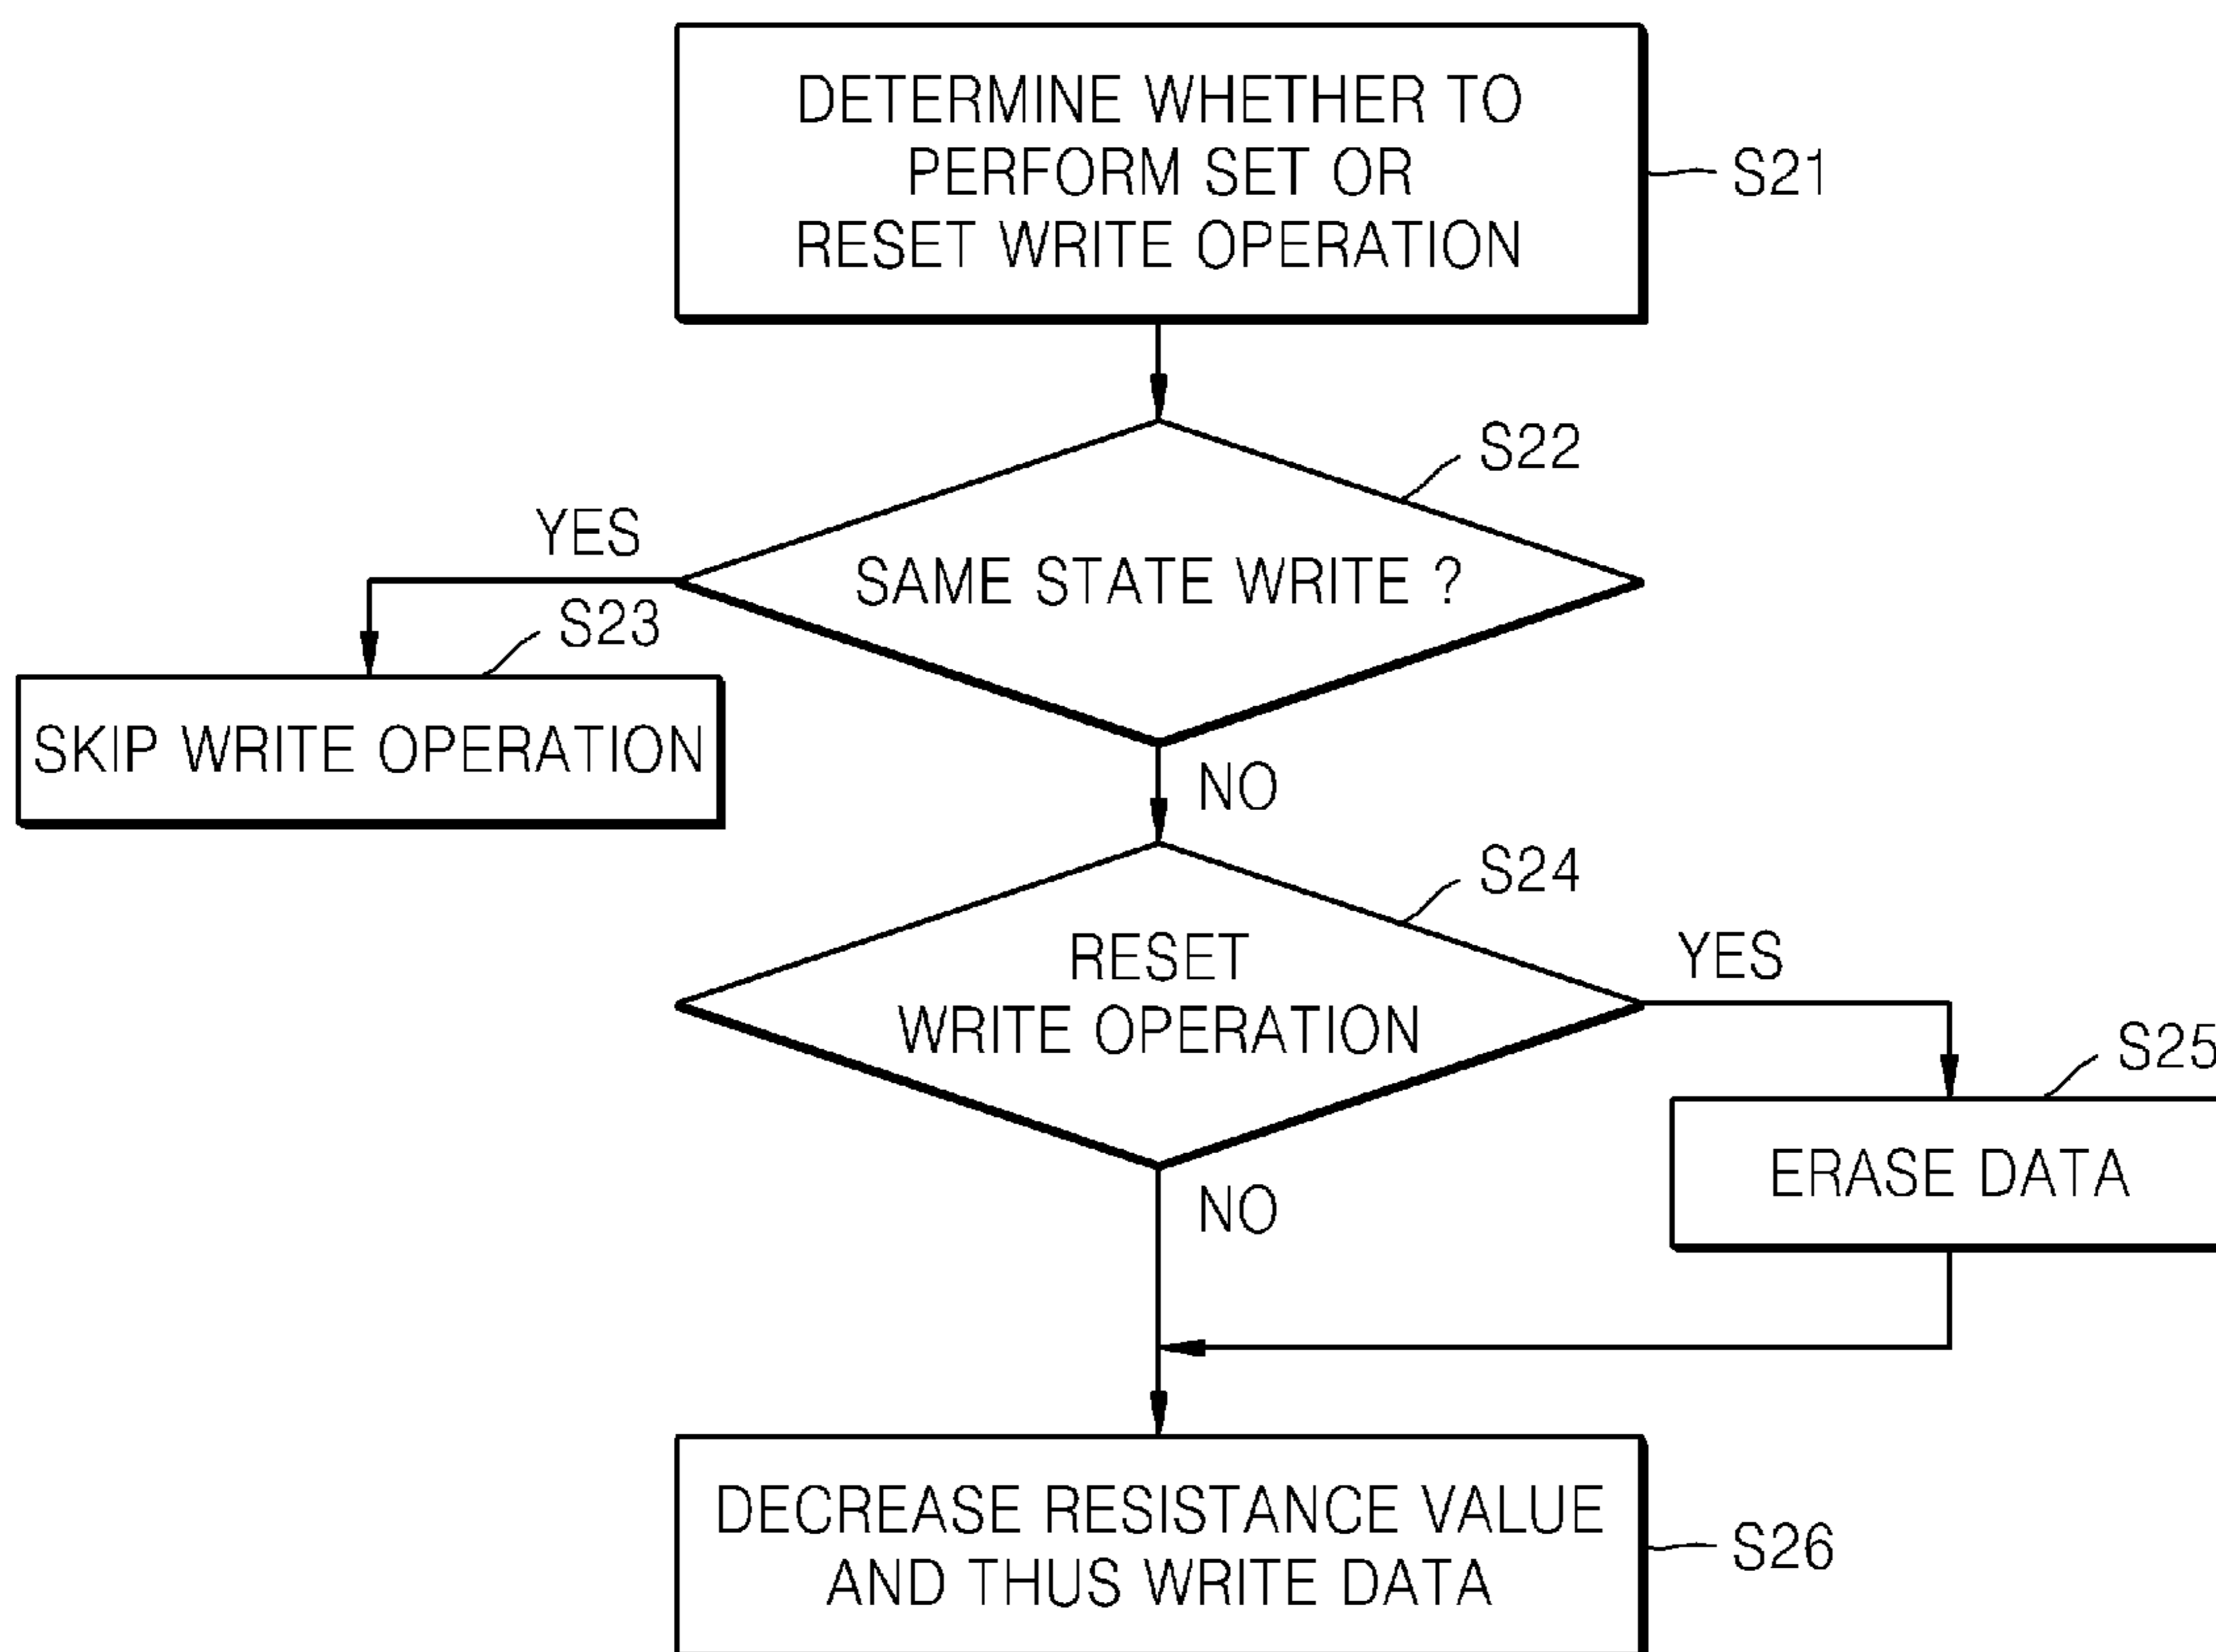 DETERMINE WHETHER TO
PERFORM SET OR
RESET WRITE OPERATION
S21
S22
SAME STATE WRITE ?
YES
S23
SKIP WRITE OPERATION
NO
S24
RESET
WRITE OPERATION
YES
S25
ERASE DATA
NO
DECREASE RESISTANCE VALUE
AND THUS WRITE DATA
S26